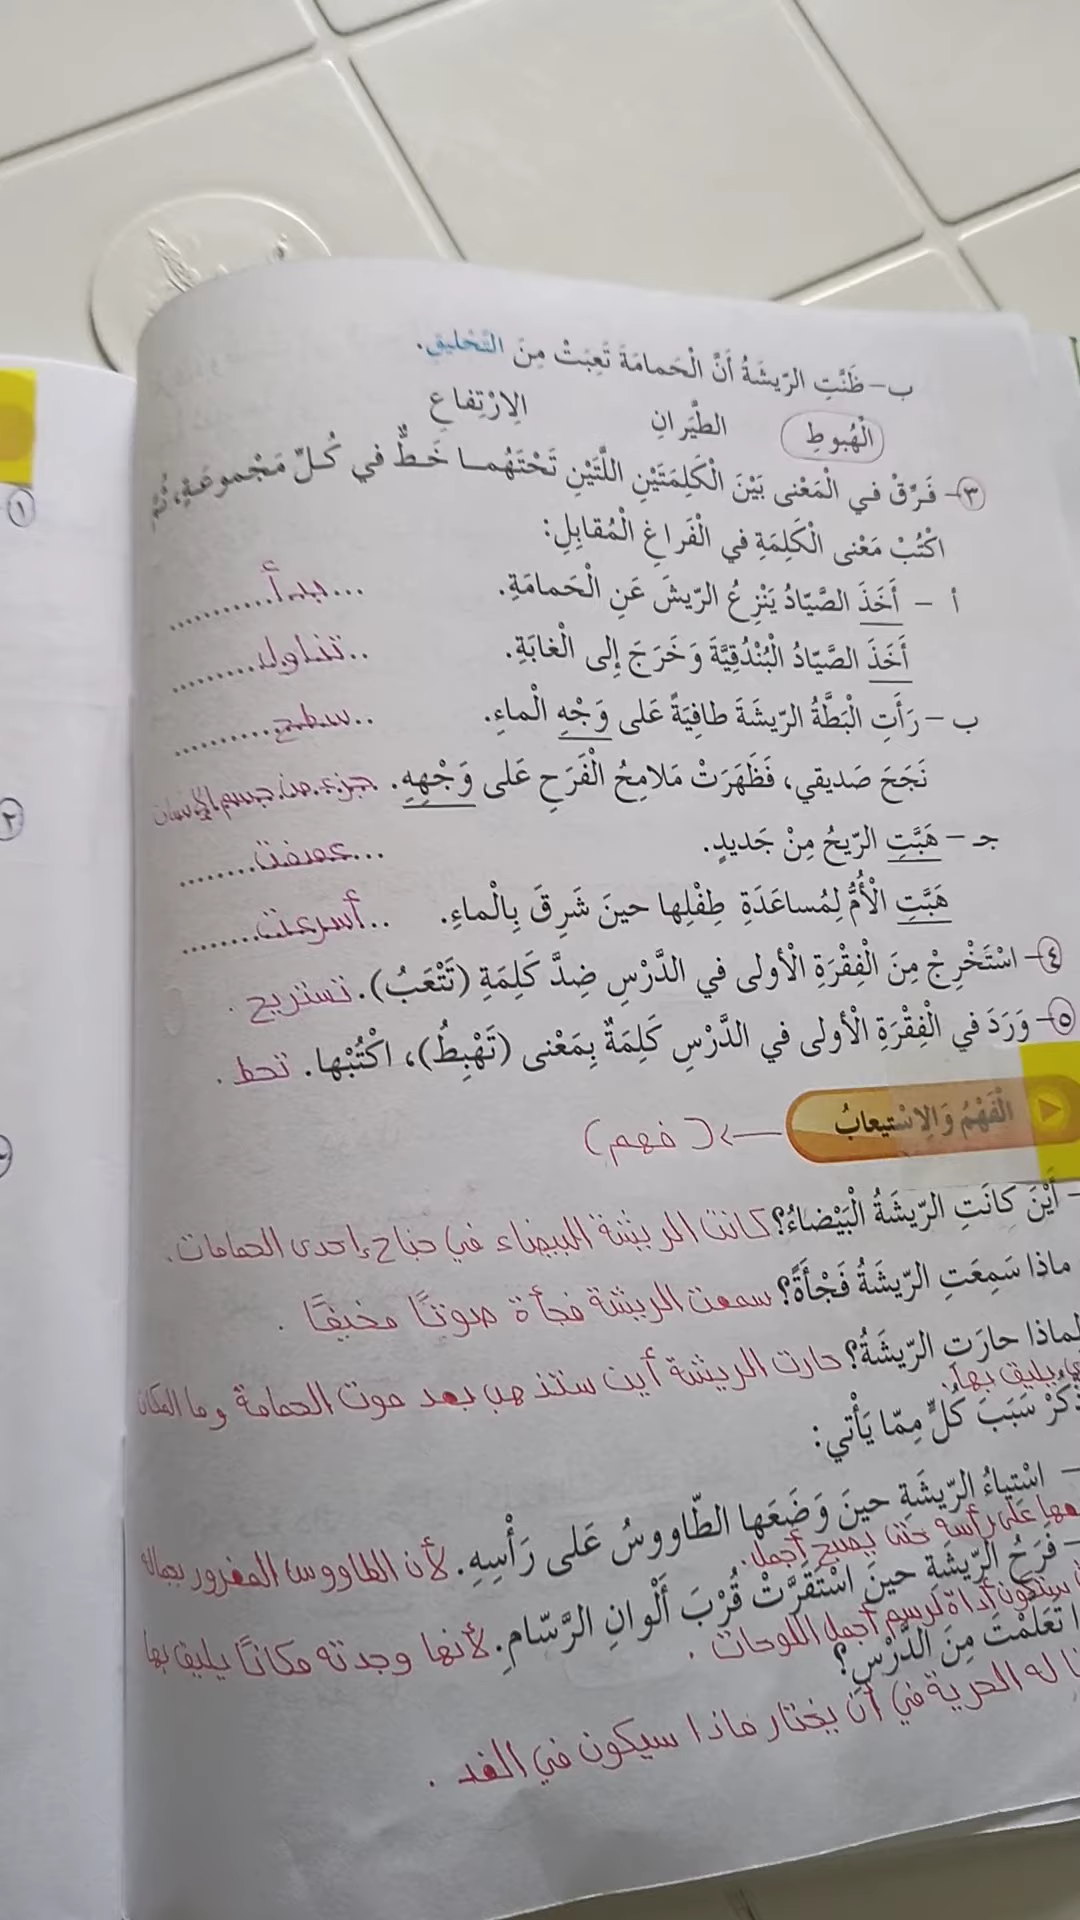 ب- ظَنَّتِ الرّيشَةُ أَنَّ الْحَمامَةَ تَعِبَتْ مِنَ التَّحْليقِ.
الْهُبوطِ الطَّيَرانِ الِارْتِفاعِ
٣- فَرِّقْ في الْمَعْنى بَيْنَ الْكَلِمَتَيْنِ اللَّتَيْنِ تَحْتَهُما خَطٌّ في كُلِّ مَجْموعَةٍ، ثُمَّ
اكْتُبْ مَعْنى الْكَلِمَةِ في الْفَراغِ الْمُقابِلِ:
أ - أَخَذَ الصَّيّادُ يَنْزِعُ الرّيشَ عَنِ الْحَمامَةِ. ...بدأ..........
أَخَذَ الصَّيّادُ الْبُنْدُقِيَّةَ وَخَرَجَ إِلى الْغابَةِ. ..تناول..........
ب- رَأَتِ الْبَطَّةُ الرّيشَةَ طافِيَةً عَلى وَجْهِ الْماءِ. ..سطح..........
نَجَحَ صَديقي، فَظَهَرَتْ مَلامِحُ الْفَرَحِ عَلى وَجْهِهِ. جزء من جسم الإنسان
جـ- هَبَّتِ الرّيحُ مِنْ جَديدٍ. ...عصفت........
هَبَّتِ الْأُمُّ لِمُساعَدَةِ طِفْلِها حينَ شَرِقَ بِالْماءِ. ..أسرعت........
٤- اسْتَخْرِجْ مِنَ الْفِقْرَةِ الْأولى في الدَّرْسِ ضِدَّ كَلِمَةِ (تَتْعَبُ). تستريح .
٥- وَرَدَ في الْفِقْرَةِ الْأولى في الدَّرْسِ كَلِمَةٌ بِمَعْنى (تَهْبِطُ)، اكْتُبْها. تحط .
الْفَهْمُ وَالِاسْتيعابُ (فهم)
- أَيْنَ كانَتِ الرّيشَةُ الْبَيْضاءُ؟ كانت الريشة البيضاء في جناح إحدى الحمامات .
ماذا سَمِعَتِ الرّيشَةُ فَجْأَةً؟ سمعت الريشة فجأة صوتًا مخيفًا .
لماذا حارَتِ الرّيشَةُ؟ حارت الريشة أين ستذهب بعد موت الحمامة وما المكان
يليق بها.
سَبَبَ كُلٍّ مِمّا يَأْتي:
- اسْتِياءُ الرّيشَةِ حينَ وَضَعَها الطّاووسُ عَلى رَأْسِهِ. لأن الطاووس المغرور بجماله
على رأسه حتى يصبح أجمل.
- فَرَحُ الرّيشَةِ حينَ اسْتَقَرَّتْ قُرْبَ أَلْوانِ الرَّسّامِ. لأنها وجدته مكانًا يليق بها
ستكون أداة لرسم أجمل اللوحات .
تَعَلَّمْتَ مِنَ الدَّرْسِ؟
له الحرية في أن يختار ماذا سيكون في الغد .
١
٢